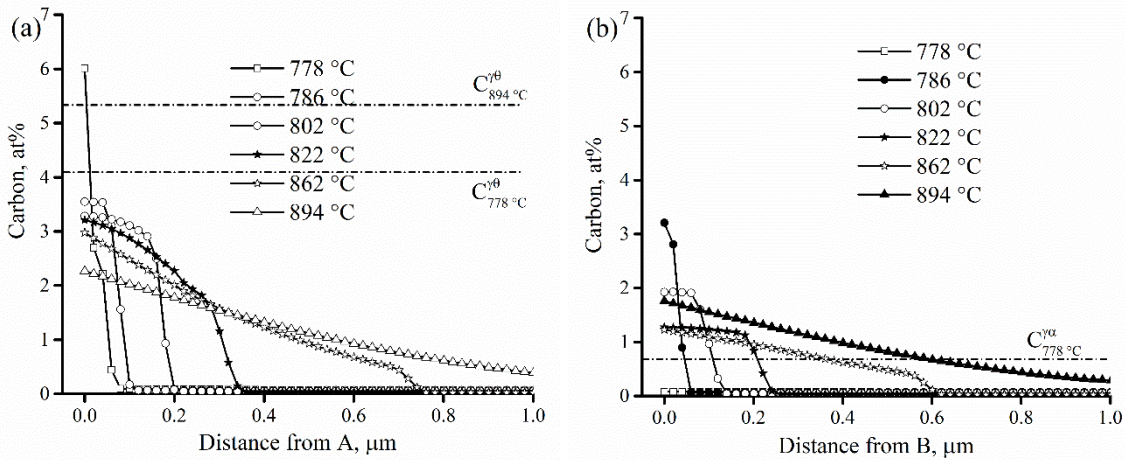 (a)
7
6
5
4
3
2
1
0
Carbon, at%
778 °C
786 °C
802 °C
822 °C
862 °C
894 °C
C^γθ_894 °C
C^γθ_778 °C
0.0 0.2 0.4 0.6 0.8 1.0
Distance from A, μm
(b)
7
6
5
4
3
2
1
0
Carbon, at%
778 °C
786 °C
802 °C
822 °C
862 °C
894 °C
C^γα_778 °C
0.0 0.2 0.4 0.6 0.8 1.0
Distance from B, μm